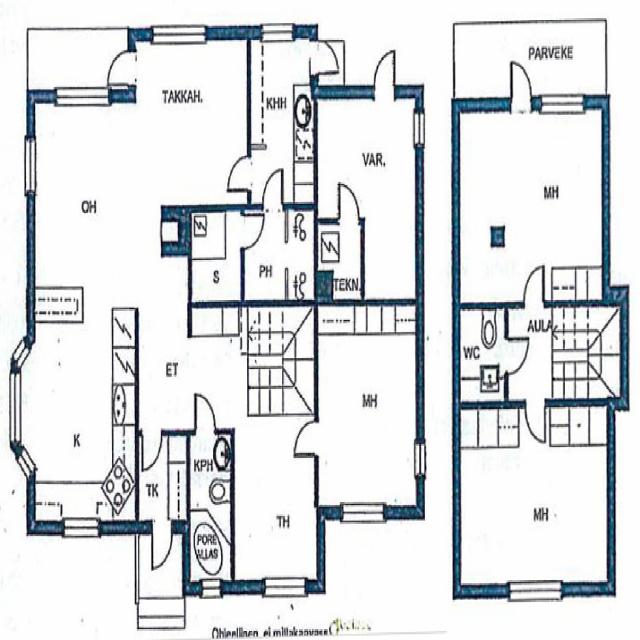 PARVEKE
TAKKAH.
KHH
VAR.
MH
OH
S
PH
TEKN.
AULA
WC
ET
MH
K
KPH
TK
PORE
ALLAS
TH
MH
Ohjeellinen, ei mittakaavassa